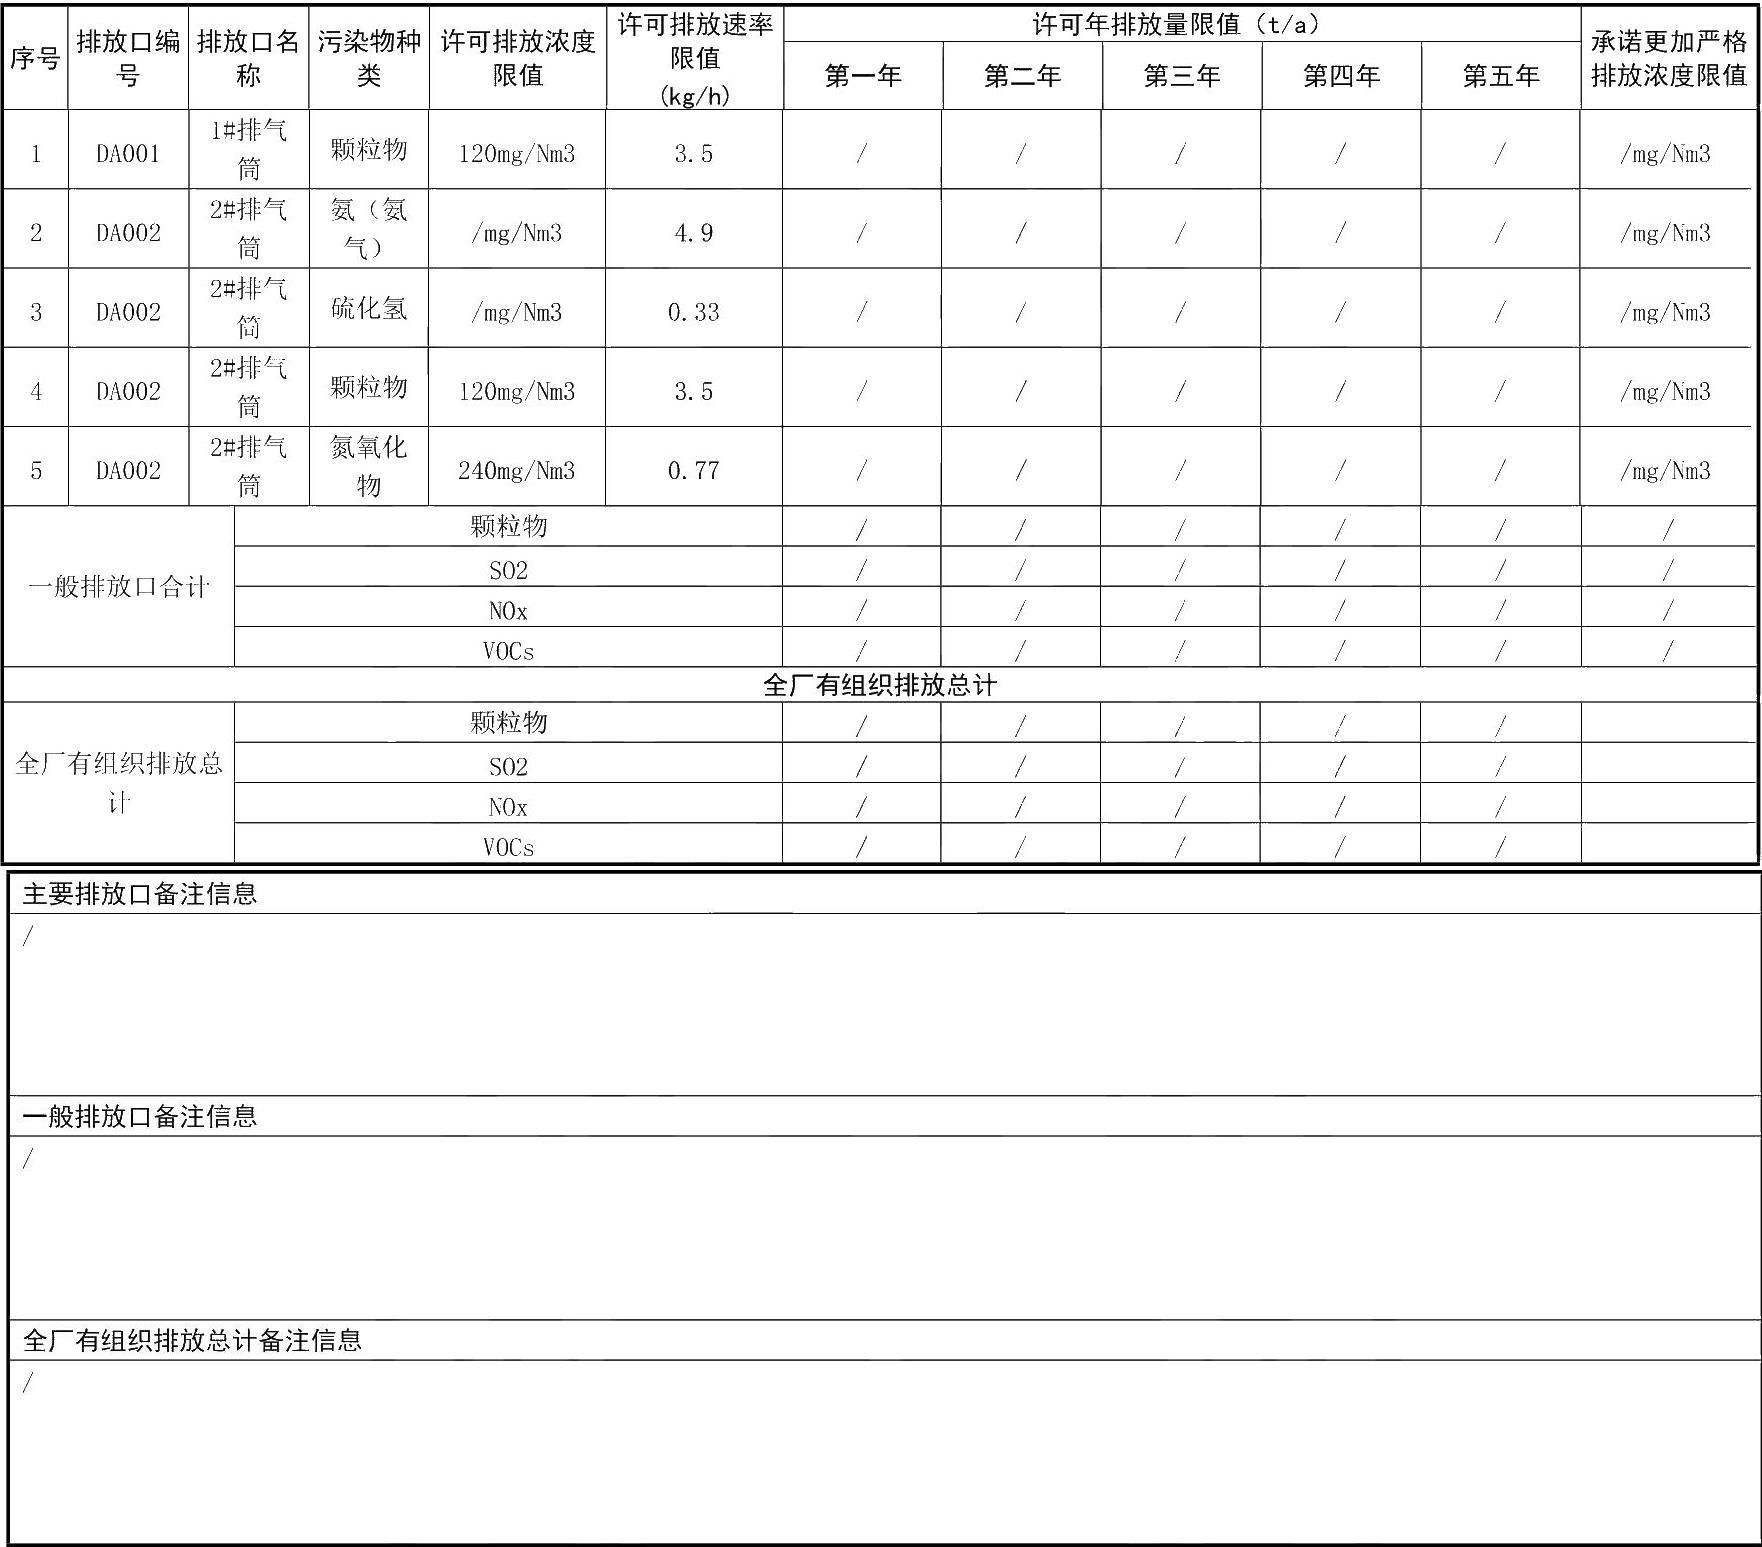 序号 排放口编号 排放口名称 污染物种类 许可排放浓度限值 许可排放速率限值(kg/h) 许可年排放量限值（t/a） 承诺更加严格排放浓度限值
第一年 第二年 第三年 第四年 第五年
1 DA001 1#排气筒 颗粒物 120mg/Nm3 3.5 / / / / / /mg/Nm3
2 DA002 2#排气筒 氨（氨气） /mg/Nm3 4.9 / / / / / /mg/Nm3
3 DA002 2#排气筒 硫化氢 /mg/Nm3 0.33 / / / / / /mg/Nm3
4 DA002 2#排气筒 颗粒物 120mg/Nm3 3.5 / / / / / /mg/Nm3
5 DA002 2#排气筒 氮氧化物 240mg/Nm3 0.77 / / / / / /mg/Nm3
一般排放口合计 颗粒物 / / / / / /
SO2 / / / / / /
NOx / / / / / /
VOCs / / / / / /
全厂有组织排放总计
全厂有组织排放总计 颗粒物 / / / / /
SO2 / / / / /
NOx / / / / /
VOCs / / / / /
主要排放口备注信息
/
一般排放口备注信息
/
全厂有组织排放总计备注信息
/